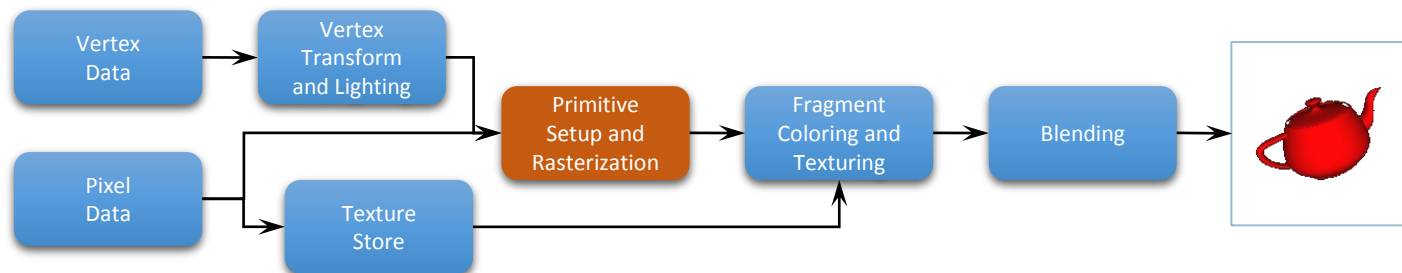 Vertex
Data
Vertex
Transform
and Lighting
Primitive
Setup and
Rasterization
Fragment
Coloring and
Texturing
Blending
Pixel
Data
Texture
Store